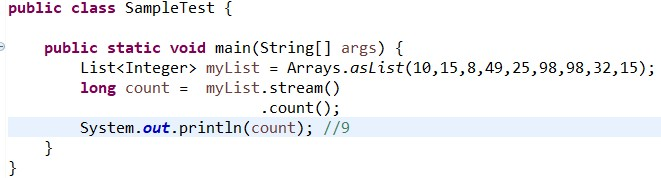 public class SampleTest {
public static void main(String[] args) {
List<Integer> myList = Arrays.asList(10,15,8,49,25,98,98,32,15);
long count =  myList.stream()
.count();
System.out.println(count); //9
}
}